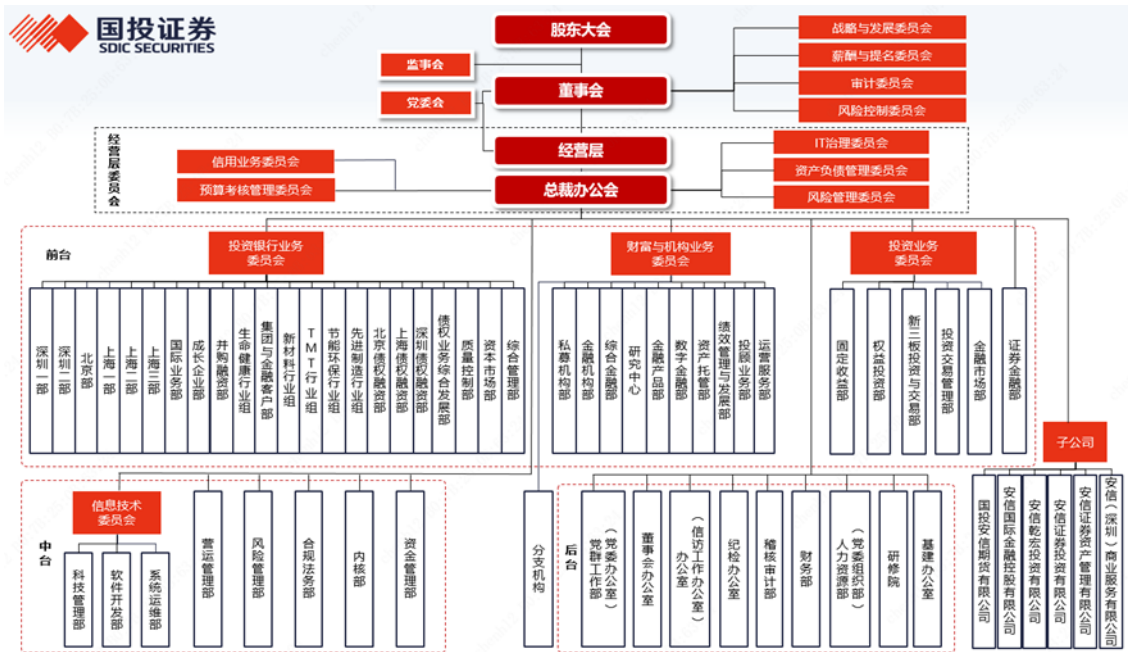 国投证券
SDIC SECURITIES
股东大会
监事会
董事会
党委会
战略与发展委员会
薪酬与提名委员会
审计委员会
风险控制委员会
经营层委员会
经营层
信用业务委员会
预算考核管理委员会
总裁办公会
IT治理委员会
资产负债管理委员会
风险管理委员会
前台
投资银行业务
委员会
财富与机构业务
委员会
投资业务
委员会
深圳一部
深圳二部
北京部
上海一部
上海二部
上海三部
国际业务部
成长企业部
并购融资部
生命健康行业组
集团与金融客户部
新材料行业组
TMT行业组
节能环保行业组
先进制造行业组
北京债权融资部
上海债权融资部
深圳债权融资部
债权业务综合发展部
质量控制部
资本市场部
综合管理部
私募机构部
金融机构部
综合金融部
研究中心
金融产品部
数字金融部
资产托管部
绩效管理与发展部
投顾业务部
运营服务部
固定收益部
权益投资部
新三板投资与交易部
投资交易管理部
金融市场部
证券金融部
子公司
国投安信期货有限公司
安信国际金融控股有限公司
安信乾宏投资有限公司
安信证券投资有限公司
安信证券资产管理有限公司
安信(深圳)商业服务有限公司
中台
信息技术
委员会
科技管理部
软件开发部
系统运维部
营运管理部
风险管理部
合规法务部
内核部
资金管理部
分支机构
后台
党群工作部
(党委办公室)
董事会办公室
办公室
(信访工作办公室)
纪检办公室
稽核审计部
财务部
人力资源部
(党委组织部)
研修院
基建办公室